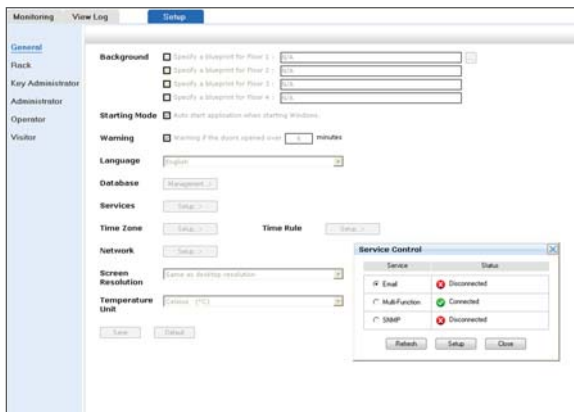 Monitoring View Log Setup
General
Rack
Key Administrator
Administrator
Operator
Visitor
Background Specify a blueprint for Floor 1 : N/A
Specify a blueprint for Floor 2 : N/A
Specify a blueprint for Floor 3 : N/A
Specify a blueprint for Floor 4 : N/A
Starting Mode Auto start application when starting Windows.
Warning Warning if the doors opened over minutes
Language English
Database Management...>
Services Setup...>
Time Zone Setup...> Time Rule Setup...>
Network Setup...>
Screen Resolution Same as desktop resolution
Temperature Unit Celsius (°C)
Save Default
Service Control
Service Status
Email Disconnected
Multi-Function Connected
SNMP Disconnected
Refresh Setup Close